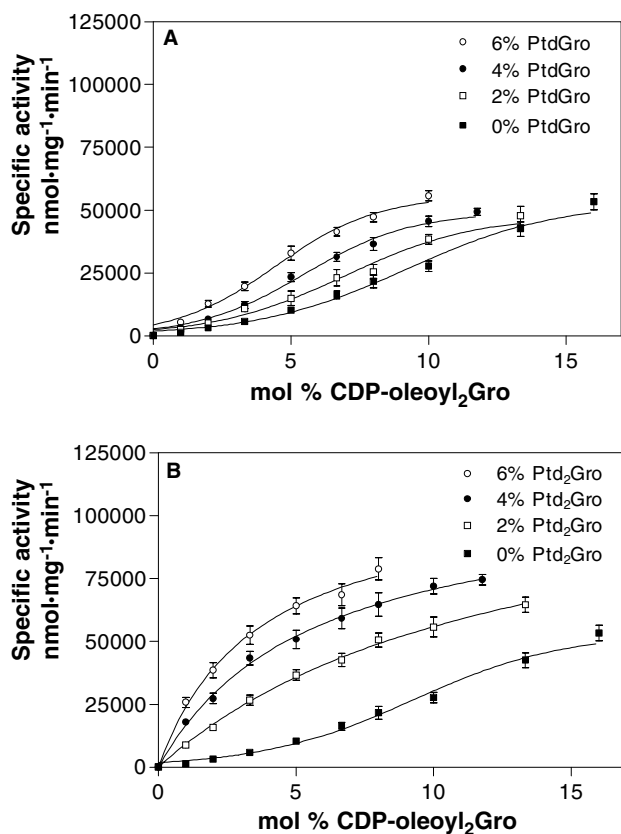 A
6% PtdGro
4% PtdGro
2% PtdGro
0% PtdGro
Specific activity
nmol·mg⁻¹·min⁻¹
125000
100000
75000
50000
25000
0
0 5 10 15
mol % CDP-oleoyl₂Gro
B
6% Ptd₂Gro
4% Ptd₂Gro
2% Ptd₂Gro
0% Ptd₂Gro
Specific activity
nmol·mg⁻¹·min⁻¹
125000
100000
75000
50000
25000
0
0 5 10 15
mol % CDP-oleoyl₂Gro